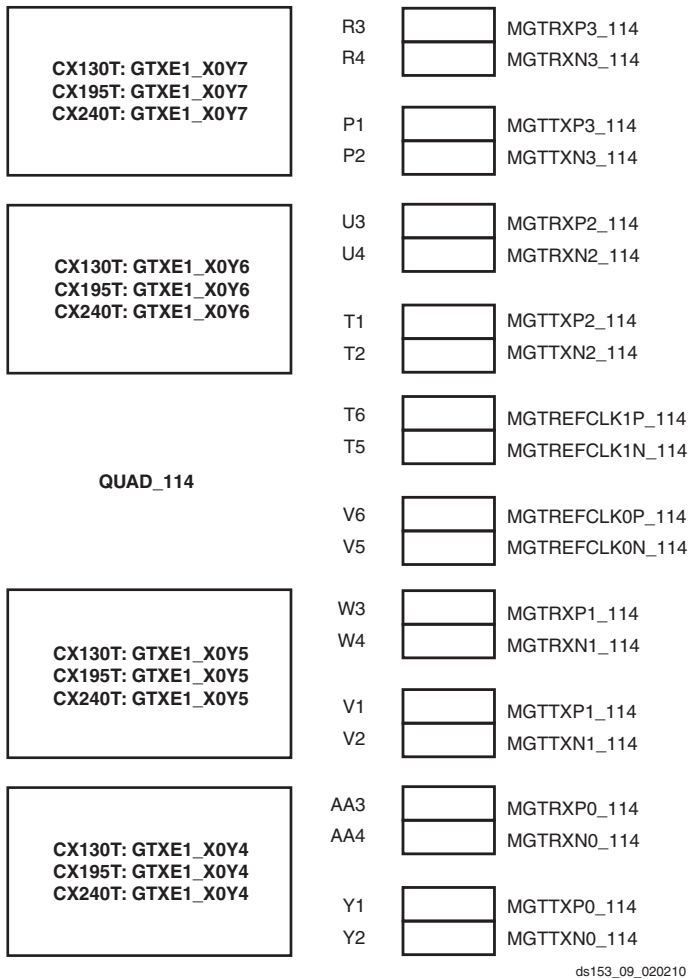 R3 MGTRXP3_114
R4 MGTRXN3_114
CX130T: GTXE1_X0Y7
CX195T: GTXE1_X0Y7
CX240T: GTXE1_X0Y7
P1 MGTTXP3_114
P2 MGTTXN3_114
U3 MGTRXP2_114
U4 MGTRXN2_114
CX130T: GTXE1_X0Y6
CX195T: GTXE1_X0Y6
CX240T: GTXE1_X0Y6
T1 MGTTXP2_114
T2 MGTTXN2_114
T6 MGTREFCLK1P_114
T5 MGTREFCLK1N_114
QUAD_114
V6 MGTREFCLK0P_114
V5 MGTREFCLK0N_114
W3 MGTRXP1_114
W4 MGTRXN1_114
CX130T: GTXE1_X0Y5
CX195T: GTXE1_X0Y5
CX240T: GTXE1_X0Y5
V1 MGTTXP1_114
V2 MGTTXN1_114
AA3 MGTRXP0_114
AA4 MGTRXN0_114
CX130T: GTXE1_X0Y4
CX195T: GTXE1_X0Y4
CX240T: GTXE1_X0Y4
Y1 MGTTXP0_114
Y2 MGTTXN0_114
ds153_09_020210